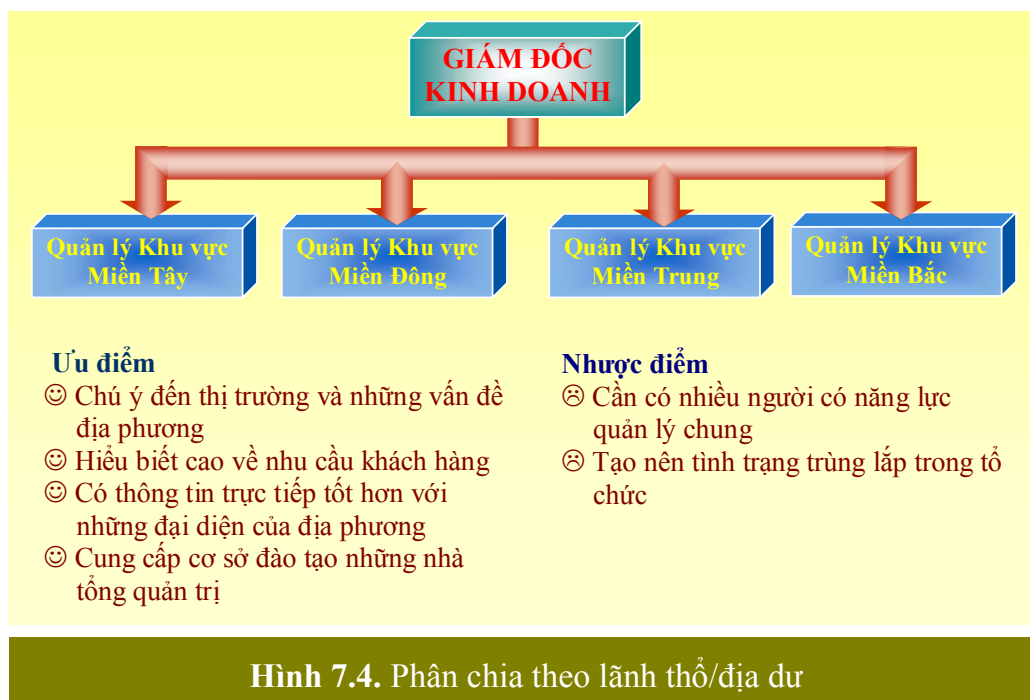 GIÁM ĐỐC
KINH DOANH
Quản lý Khu vực
Miền Tây
Quản lý Khu vực
Miền Đông
Quản lý Khu vực
Miền Trung
Quản lý Khu vực
Miền Bắc
Ưu điểm
☺ Chú ý đến thị trường và những vấn đề
địa phương
☺ Hiểu biết cao về nhu cầu khách hàng
☺ Có thông tin trực tiếp tốt hơn với
những đại diện của địa phương
☺ Cung cấp cơ sở đào tạo những nhà
tổng quản trị
Nhược điểm
☹ Cần có nhiều người có năng lực
quản lý chung
☹ Tạo nên tình trạng trùng lắp trong tổ
chức
Hình 7.4. Phân chia theo lãnh thổ/địa dư